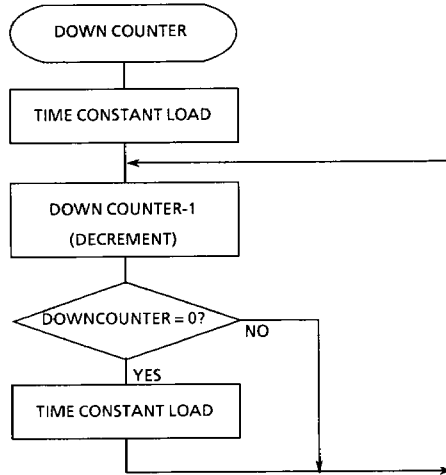 DOWN COUNTER
TIME CONSTANT LOAD
DOWN COUNTER-1
(DECREMENT)
DOWNCOUNTER = 0?
NO
YES
TIME CONSTANT LOAD